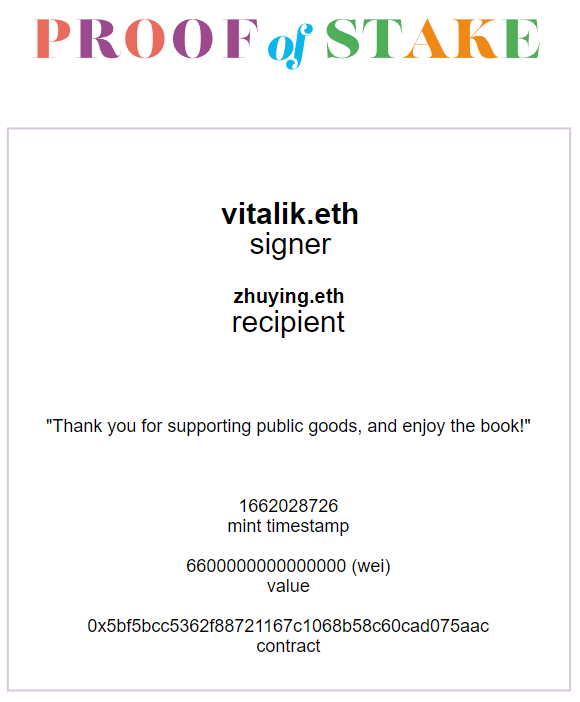 PROOF of STAKE
vitalik.eth
signer
zhuying.eth
recipient
"Thank you for supporting public goods, and enjoy the book!"
1662028726
mint timestamp
6600000000000000 (wei)
value
0x5bf5bcc5362f88721167c1068b58c60cad075aac
contract